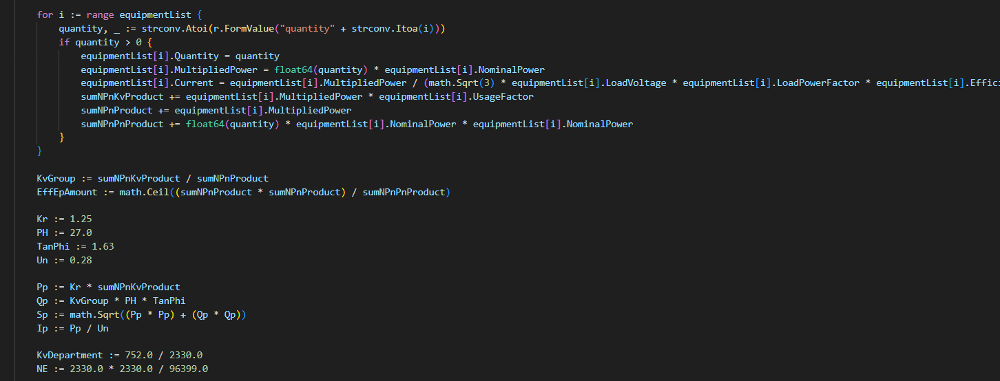 for i := range equipmentList {
quantity, _ := strconv.Atoi(r.FormValue("quantity" + strconv.Itoa(i)))
if quantity > 0 {
equipmentList[i].Quantity = quantity
equipmentList[i].MultipliedPower = float64(quantity) * equipmentList[i].NominalPower
equipmentList[i].Current = equipmentList[i].MultipliedPower / (math.Sqrt(3) * equipmentList[i].LoadVoltage * equipmentList[i].LoadPowerFactor * equipmentList[i].Effici
sumNPnKvProduct += equipmentList[i].MultipliedPower * equipmentList[i].UsageFactor
sumNPnProduct += equipmentList[i].MultipliedPower
sumNPnPnProduct += float64(quantity) * equipmentList[i].NominalPower * equipmentList[i].NominalPower
}
}
KvGroup := sumNPnKvProduct / sumNPnProduct
EffEpAmount := math.Ceil((sumNPnProduct * sumNPnProduct) / sumNPnPnProduct)
Kr := 1.25
PH := 27.0
TanPhi := 1.63
Un := 0.28
Pp := Kr * sumNPnKvProduct
Qp := KvGroup * PH * TanPhi
Sp := math.Sqrt((Pp * Pp) + (Qp * Qp))
Ip := Pp / Un
KvDepartment := 752.0 / 2330.0
NE := 2330.0 * 2330.0 / 96399.0